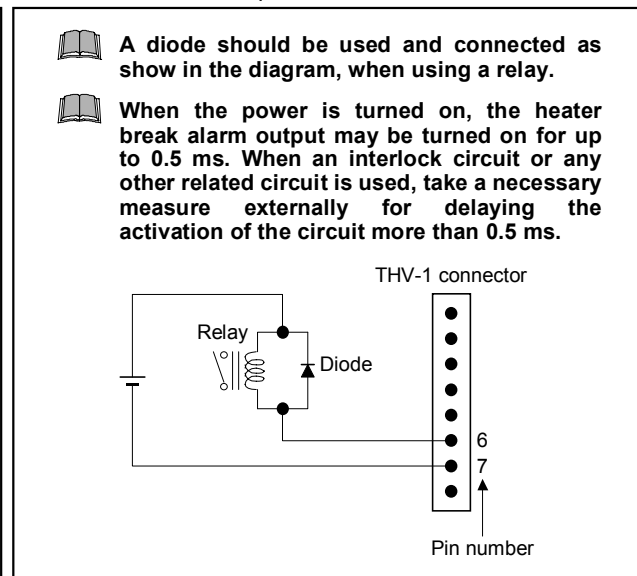 A diode should be used and connected as
show in the diagram, when using a relay.
When the power is turned on, the heater
break alarm output may be turned on for up
to 0.5 ms. When an interlock circuit or any
other related circuit is used, take a necessary
measure externally for delaying the
activation of the circuit more than 0.5 ms.
THV-1 connector
Relay
Diode
6
7
Pin number